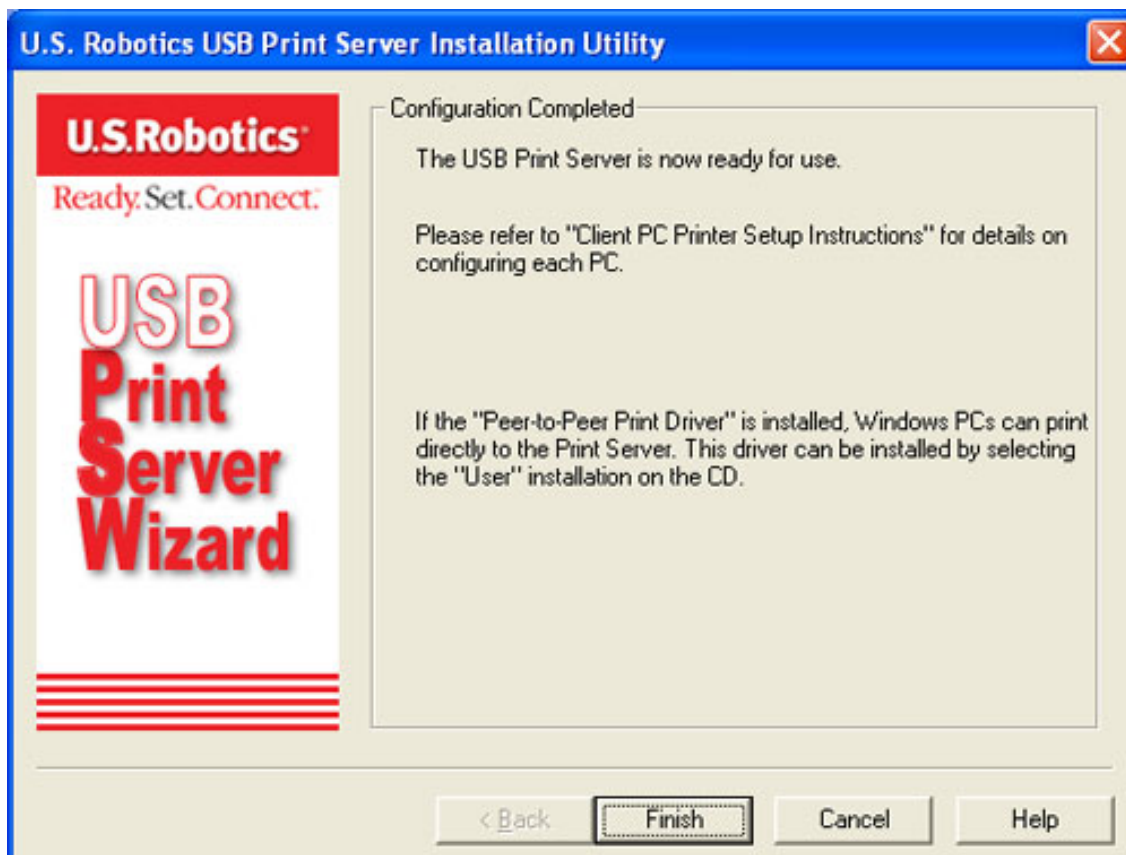 U.S. Robotics USB Print Server Installation Utility
U.S.Robotics
Ready. Set. Connect.
USB
Print
Server
Wizard
Configuration Completed
The USB Print Server is now ready for use.
Please refer to "Client PC Printer Setup Instructions" for details on
configuring each PC.
If the "Peer-to-Peer Print Driver" is installed, Windows PCs can print
directly to the Print Server. This driver can be installed by selecting
the "User" installation on the CD.
< Back
Finish
Cancel
Help